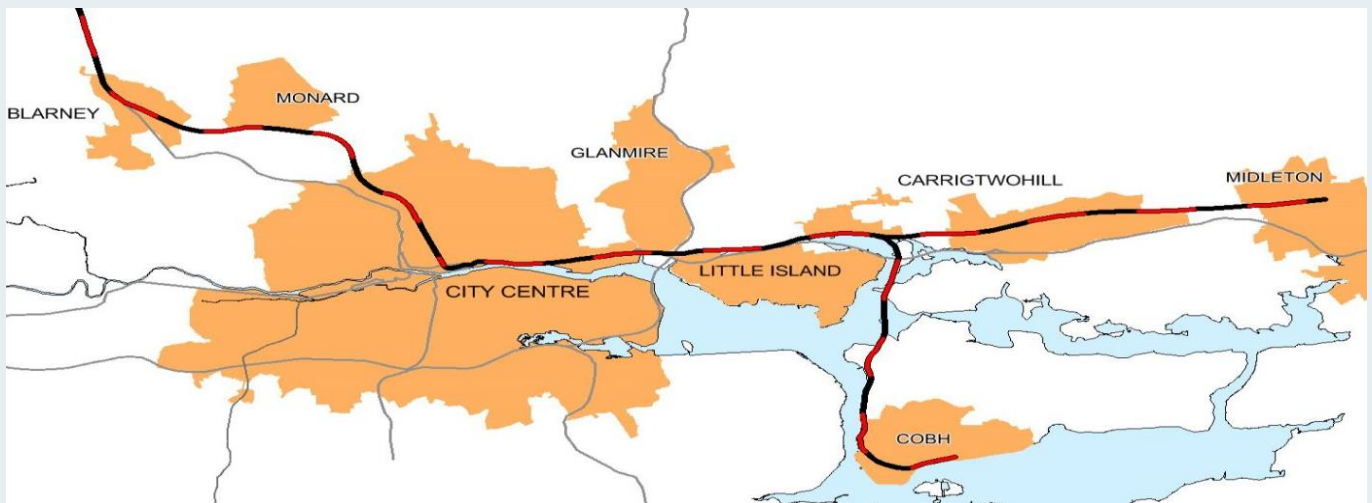 MONARD
BLARNEY
GLANMIRE
CARRIGTWOHILL
MIDLETON
LITTLE ISLAND
CITY CENTRE
COBH